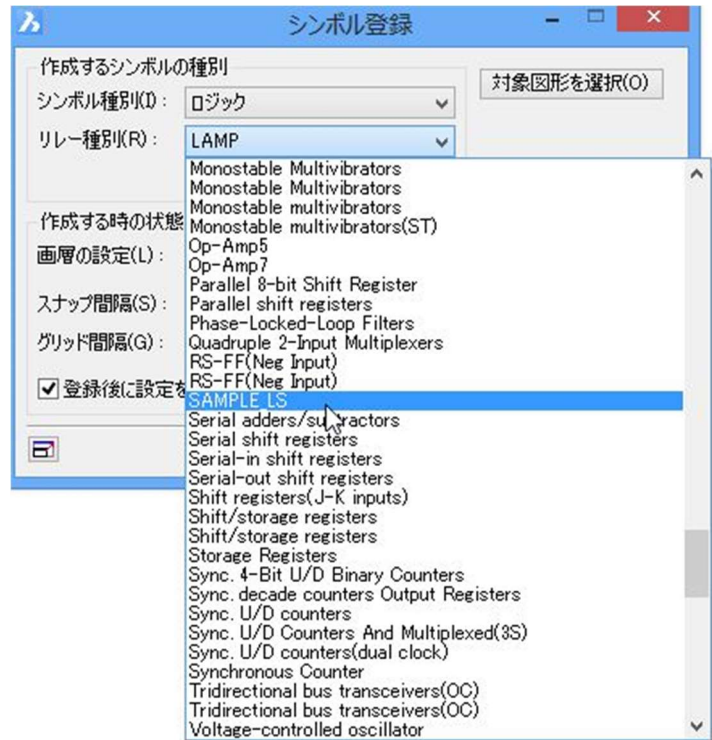 シンボル登録
作成するシンボルの種別
シンボル種別(I): ロジック
対象図形を選択(O)
リレー種別(R): LAMP
Monostable Multivibrators
Monostable Multivibrators
Monostable multivibrators
Monostable multivibrators(ST)
作成する時の状態
Op-Amp5
画層の設定(L):
Op-Amp7
Parallel 8-bit Shift Register
スナップ間隔(S):
Parallel shift registers
Phase-Locked-Loop Filters
グリッド間隔(G):
Quadruple 2-Input Multiplexers
RS-FF(Neg Input)
登録後に設定を
RS-FF(Neg Input)
SAMPLE LS
Serial adders/subtractors
Serial shift registers
Serial-in shift registers
Serial-out shift registers
Shift registers(J-K inputs)
Shift/storage registers
Shift/storage registers
Storage Registers
Sync. 4-Bit U/D Binary Counters
Sync. decade counters Output Registers
Sync. U/D counters
Sync. U/D Counters And Multiplexed(3S)
Sync. U/D counters(dual clock)
Synchronous Counter
Tridirectional bus transceivers(OC)
Tridirectional bus transceivers(OC)
Voltage-controlled oscillator